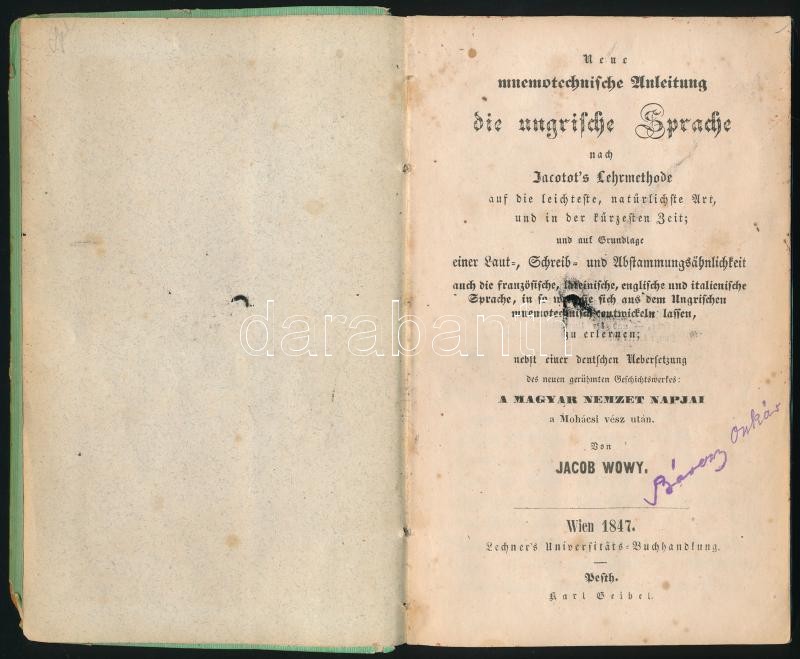 Neue
mnemotechnische Anleitung
die ungrische Sprache
nach
Jacotot's Lehrmethode
auf die leichteste, natürlichste Art,
und in der kürzesten Zeit;
und auf Grundlage
einer Laut-, Schreib- und Abstammungsähnlichkeit
auch die französische, lateinische, englische und italienische
Sprache, in so sie sich aus dem Ungrischen
mnemotechnisch entwickeln lassen,
zu erlernen;
nebst einer deutschen Uebersetzung
des neuen gerühmten Geschichtswerkes:
A MAGYAR NEMZET NAPJAI
a Mohácsi vész után.
Von
JACOB WOWY.
Oszkár
Wien 1847.
Lechner's Universitäts-Buchhandlung.
Pesth.
Karl Geibel.
darabanth